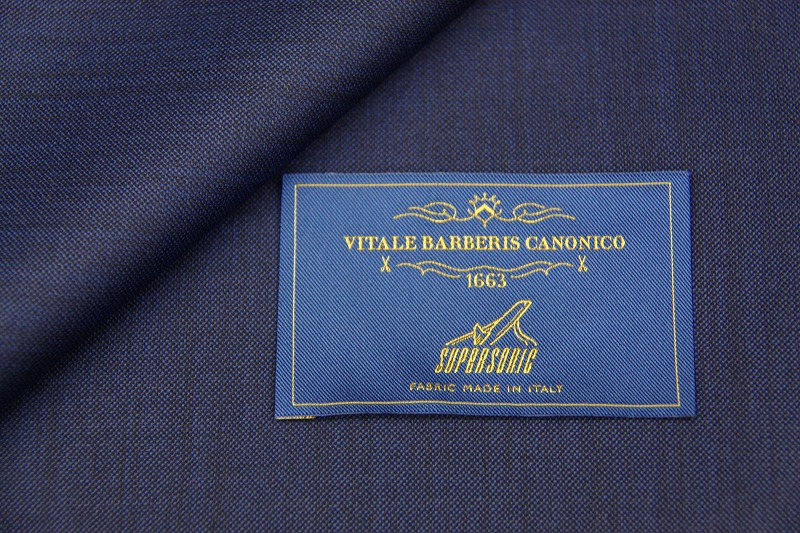 VITALE BARBERIS CANONICO
1663
SUPERSONIC
FABRIC MADE IN ITALY